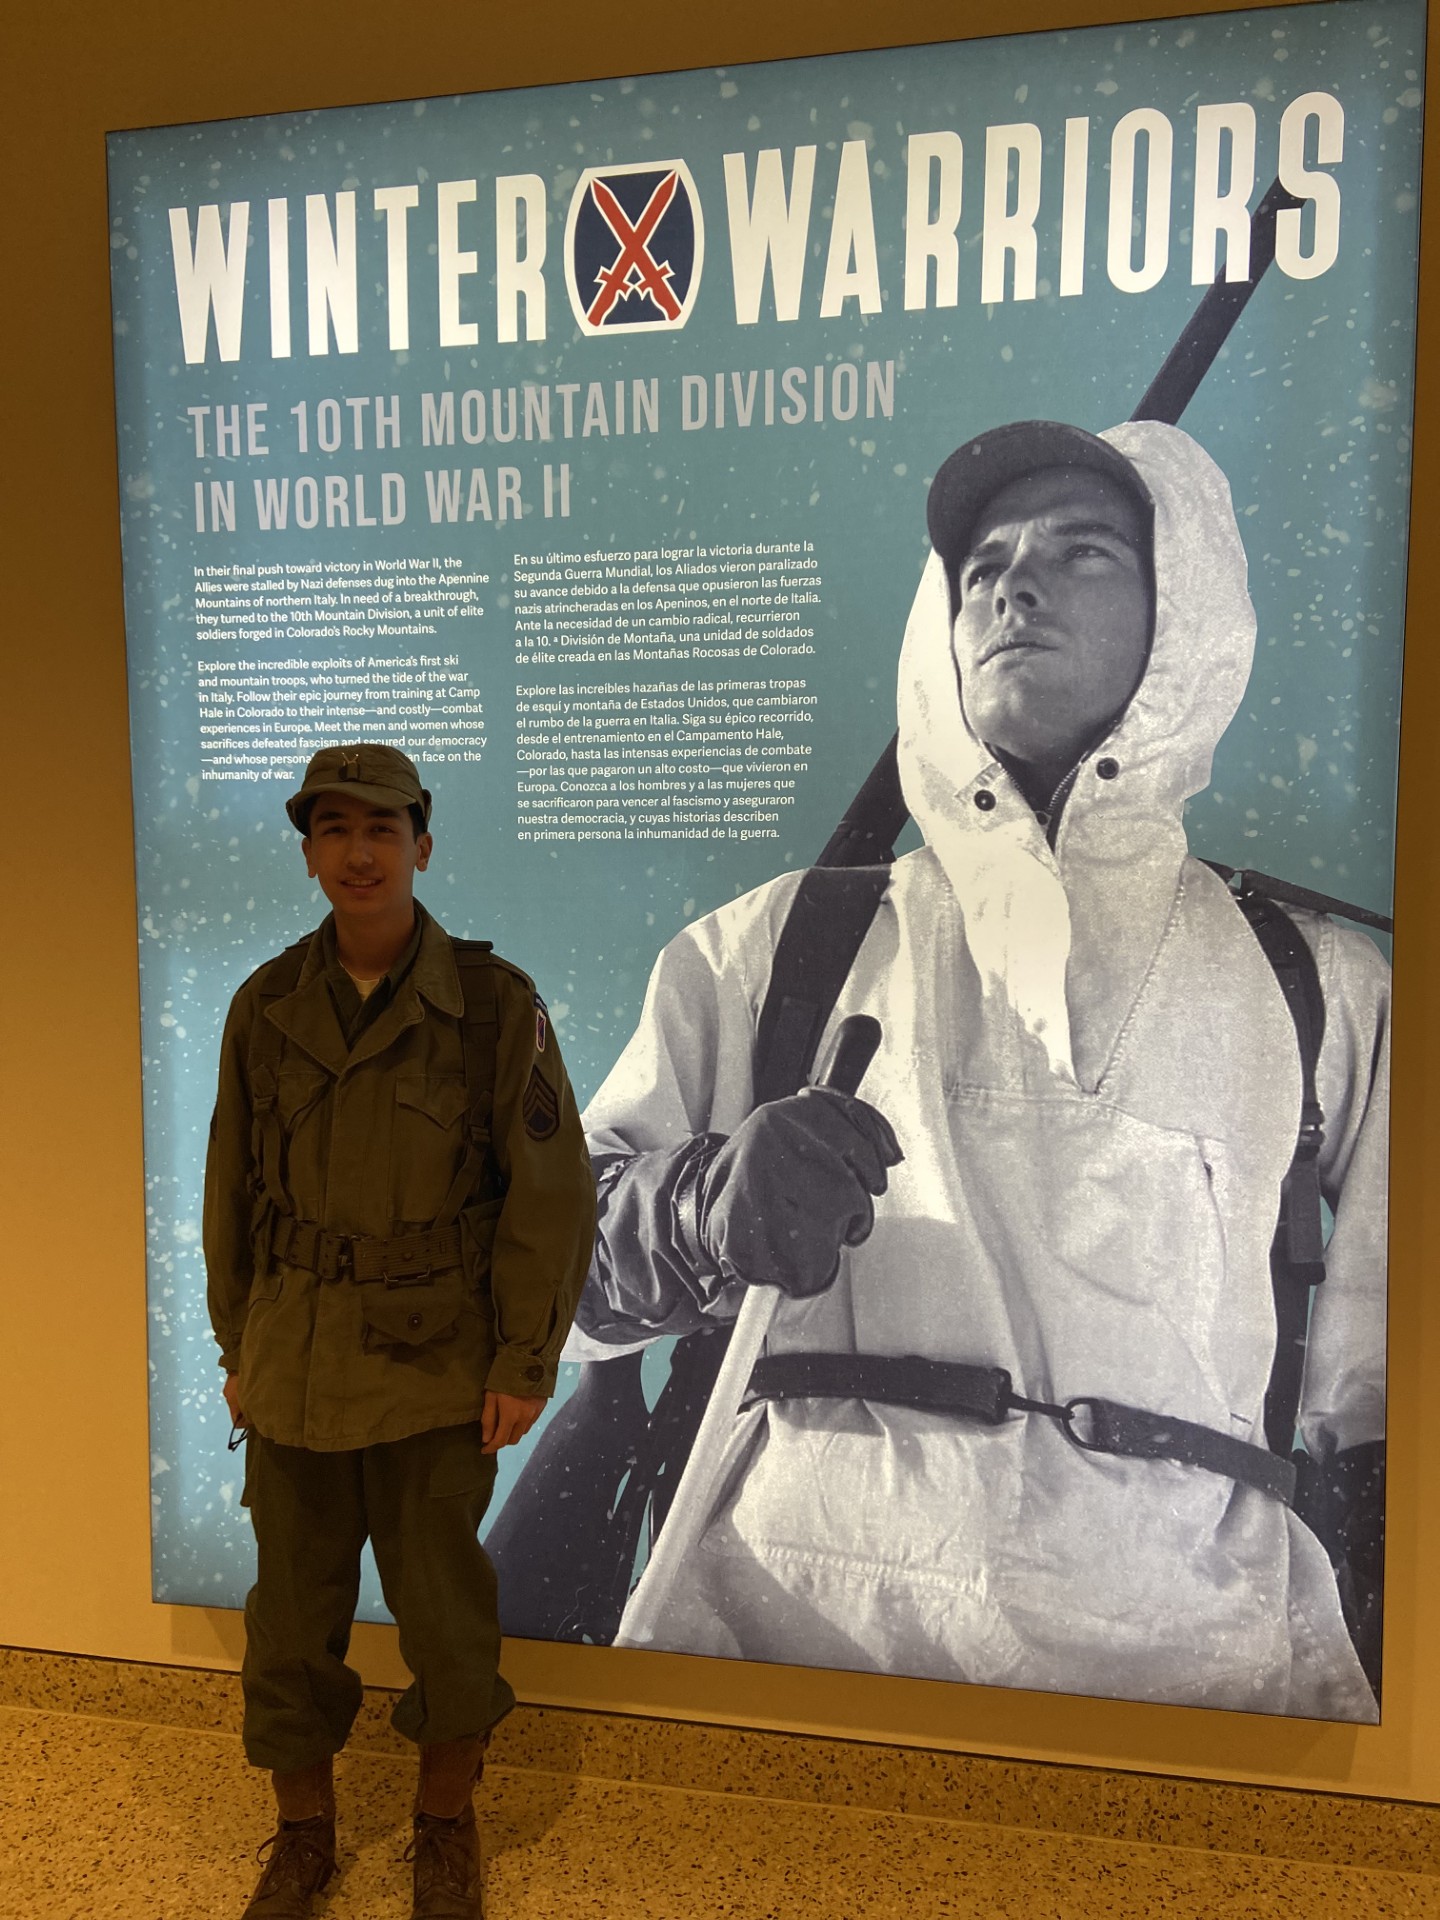 WINTER WARRIORS
THE 10TH MOUNTAIN DIVISION
IN WORLD WAR II
In their final push toward victory in World War II, the
Allies were stalled by Nazi defenses dug into the Apennine
Mountains of northern Italy. In need of a breakthrough,
they turned to the 10th Mountain Division, a unit of elite
soldiers forged in Colorado's Rocky Mountains.
Explore the incredible exploits of America's first ski
and mountain troops, who turned the tide of the war
in Italy. Follow their epic journey from training at Camp
Hale in Colorado to their intense—and costly—combat
experiences in Europe. Meet the men and women whose
sacrifices defeated fascism and secured our democracy
—and whose face on the
inhumanity of war.
En su último esfuerzo para lograr la victoria durante la
Segunda Guerra Mundial, los Aliados vieron paralizado
su avance debido a la defensa que opusieron las fuerzas
nazis atrincheradas en los Apeninos, en el norte de Italia.
Ante la necesidad de un cambio radical, recurrieron
a la 10. ª División de Montaña, una unidad de soldados
de élite creada en las Montañas Rocosas de Colorado.
Explore las increíbles hazañas de las primeras tropas
de esquí y montaña de Estados Unidos, que cambiaron
el rumbo de la guerra en Italia. Siga su épico recorrido,
desde el entrenamiento en el Campamento Hale,
Colorado, hasta las intensas experiencias de combate
—por las que pagaron un alto costo—que vivieron en
Europa. Conozca a los hombres y a las mujeres que
se sacrificaron para vencer al fascismo y aseguraron
nuestra democracia, y cuyas historias describen
en primera persona la inhumanidad de la guerra.